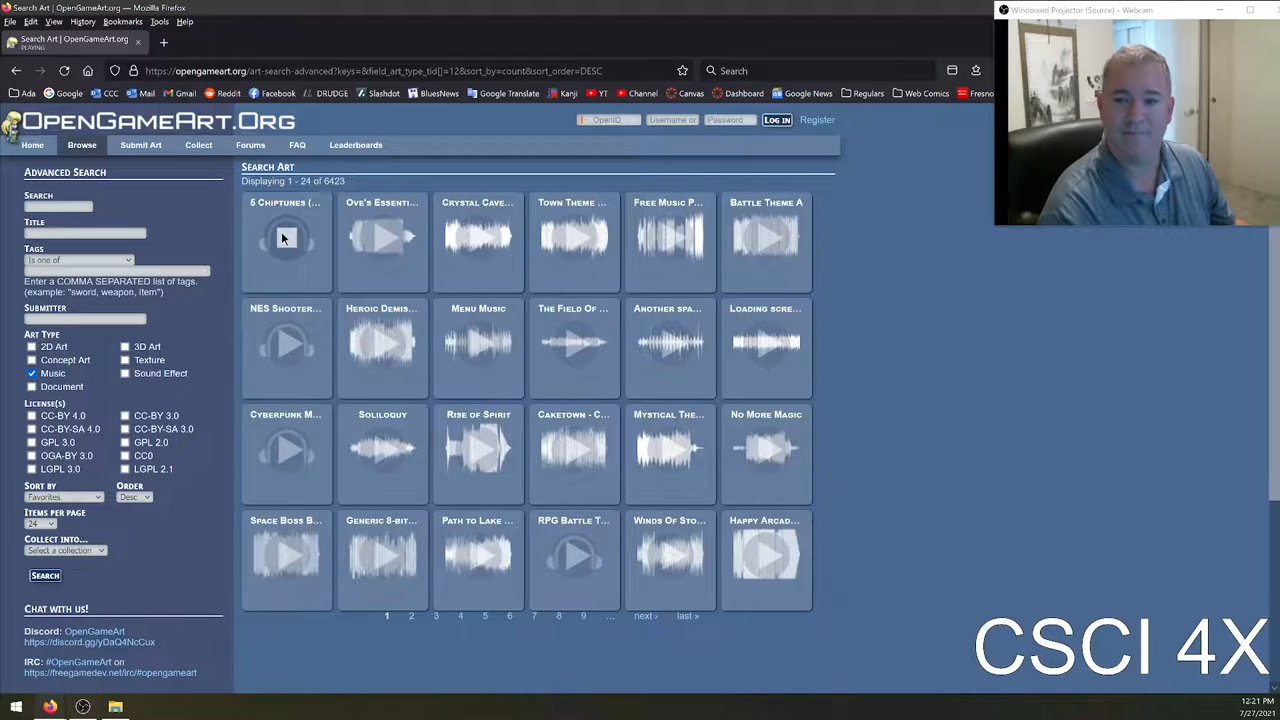 Search Art | OpenGameArt.org — Mozilla Firefox
Windowed Projector (Source) - Webcam
File Edit View History Bookmarks Tools Help
Search Art | OpenGameArt.org
PLAYING
https://opengameart.org/art-search-advanced?keys=&field_art_type_tid[]=12&sort_by=count&sort_order=DESC
Search
Ada Google CCC Mail Gmail Reddit Facebook DRUDGE AJ BluesNews Google Translate Kanji YT Channel Canvas Dashboard Google News Regulars Web Comics Fresno
OpenGameArt.Org
OpenID Username or Password Log in Register
Home Browse Submit Art Collect Forums FAQ Leaderboards
Advanced Search
Search
Title
Tags
Is one of
Enter a COMMA SEPARATED list of tags.
(example: "sword, weapon, item")
Submitter
Art Type
2D Art 3D Art
Concept Art Texture
Music Sound Effect
Document
License(s)
CC-BY 4.0 CC-BY 3.0
CC-BY-SA 4.0 CC-BY-SA 3.0
GPL 3.0 GPL 2.0
OGA-BY 3.0 CC0
LGPL 3.0 LGPL 2.1
Sort by Order
Favorites Desc
Items per page
24
Collect into...
Select a collection
Search
Chat with us!
Discord: OpenGameArt
https://discord.gg/yDaQ4NcCux
IRC: #OpenGameArt on
https://freegamedev.net/irc/#opengameart
Search Art
Displaying 1 - 24 of 6423
5 Chiptunes (... Ove's Essenti... Crystal Cave... Town Theme ... Free Music P... Battle Theme A
NES Shooter... Heroic Demis... Menu Music The Field Of ... Another spa... Loading scre...
Cyberpunk M... Soliloquy Rise of Spirit Caketown - C... Mystical The... No More Magic
Space Boss B... Generic 8-bit... Path to Lake ... RPG Battle T... Winds Of Sto... Happy Arcad...
1 2 3 4 5 6 7 8 9 … next › last »
CSCI 4X
12:21 PM
7/27/2021